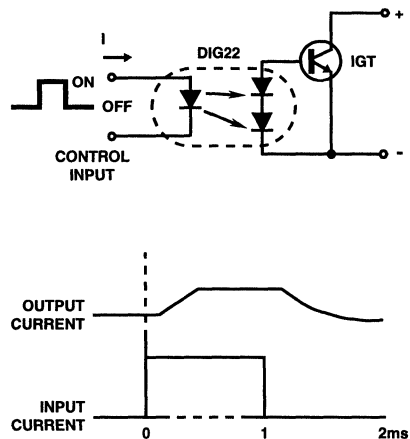 +
I
DIG22
IGT
ON
OFF
CONTROL
INPUT
-
OUTPUT
CURRENT
INPUT
CURRENT
0 1 2ms